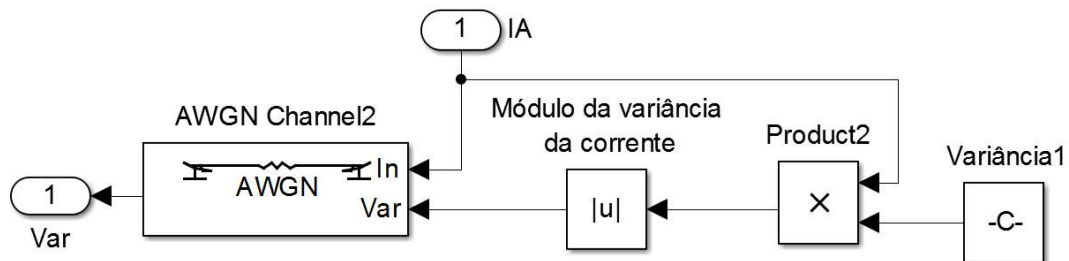 1
IA
AWGN Channel2
Módulo da variância
da corrente
Product2
Variância1
In
AWGN
Var
|u|
×
-C-
1
Var